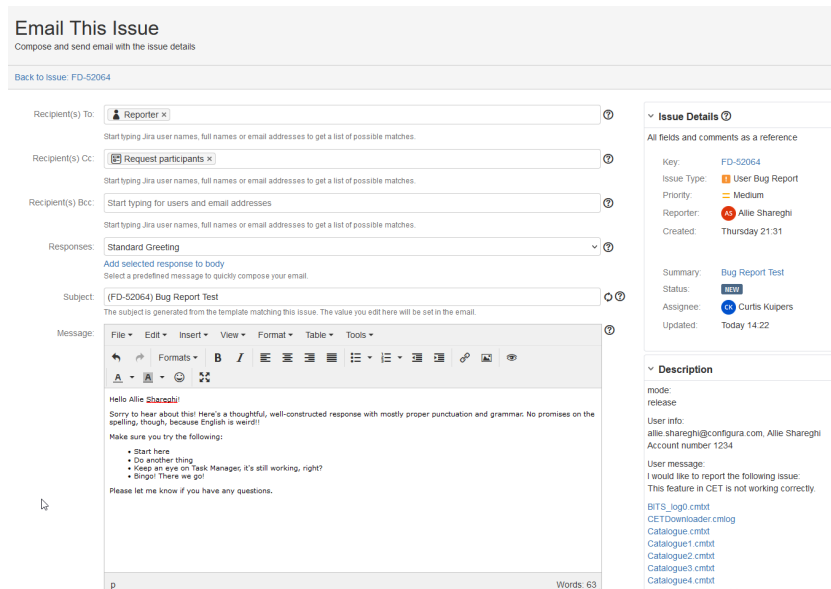 Email This Issue
Compose and send email with the issue details
Back to Issue: FD-52064
Recipient(s) To:
Reporter ×
Start typing Jira user names, full names or email addresses to get a list of possible matches.
Recipient(s) Cc:
Request participants ×
Start typing Jira user names, full names or email addresses to get a list of possible matches.
Recipient(s) Bcc:
Start typing for users and email addresses
Start typing Jira user names, full names or email addresses to get a list of possible matches.
Responses:
Standard Greeting
Add selected response to body
Select a predefined message to quickly compose your email.
Subject:
(FD-52064) Bug Report Test
The subject is generated from the template matching this issue. The value you edit here will be set in the email.
Message:
File Edit Insert View Format Table Tools
Formats B I
A A
Hello Allie Shareghi!
Sorry to hear about this! Here's a thoughtful, well-constructed response with mostly proper punctuation and grammar. No promises on the
spelling, though, because English is weird!!
Make sure you try the following:
• Start here
• Do another thing
• Keep an eye on Task Manager, it's still working, right?
• Bingo! There we go!
Please let me know if you have any questions.
p
Words: 63
Issue Details
All fields and comments as a reference
Key: FD-52064
Issue Type: User Bug Report
Priority: Medium
Reporter: AS Allie Shareghi
Created: Thursday 21:31
Summary: Bug Report Test
Status: NEW
Assignee: CK Curtis Kuipers
Updated: Today 14:22
Description
mode:
release
User info:
allie.shareghi@configura.com, Allie Shareghi
Account number 1234
User message:
I would like to report the following issue:
This feature in CET is not working correctly.
BITS_log0.cmtxt
CETDownloader.cmlog
Catalogue.cmtxt
Catalogue1.cmtxt
Catalogue2.cmtxt
Catalogue3.cmtxt
Catalogue4.cmtxt